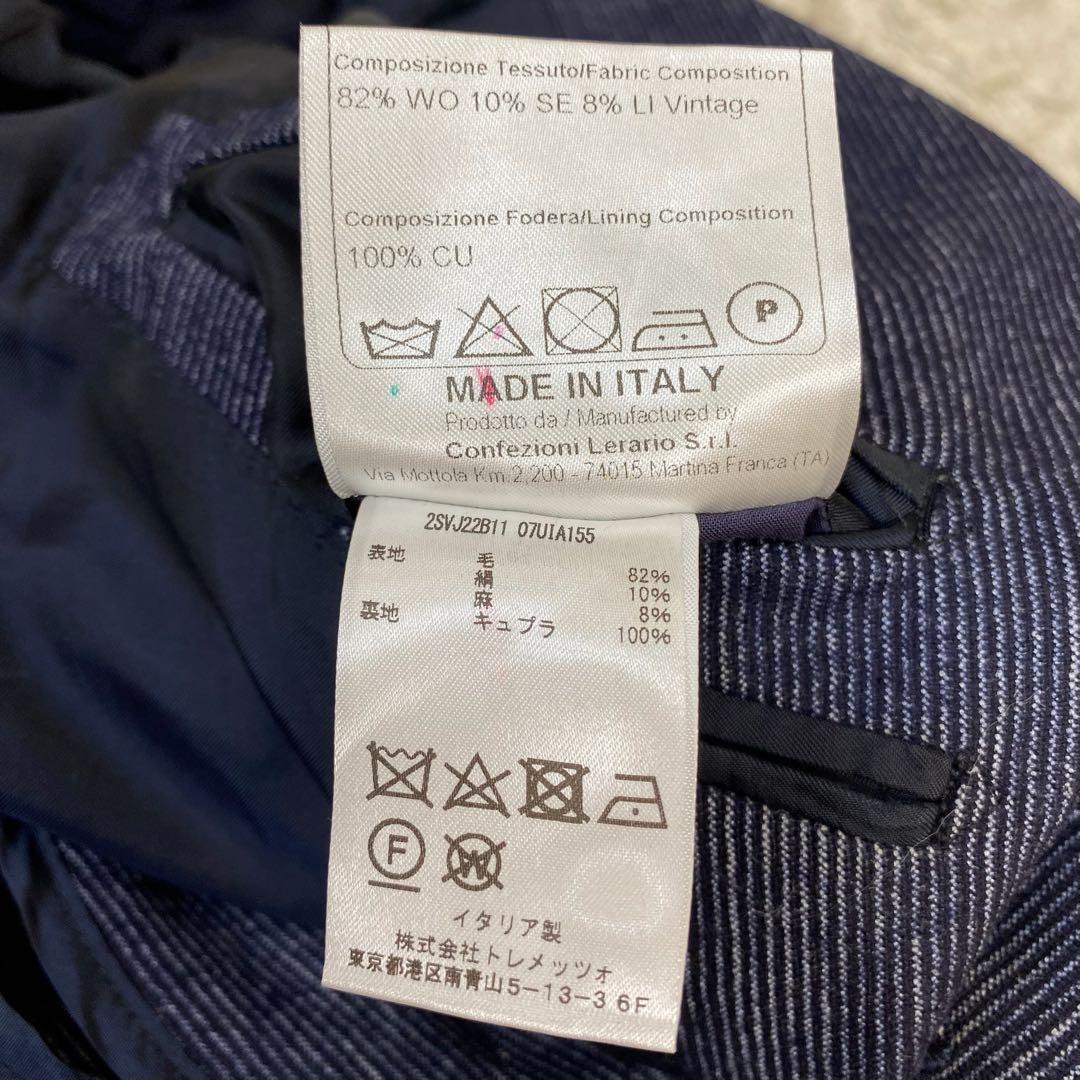 Composizione Tessuto/Fabric Composition
82% WO 10% SE 8% LI Vintage
Composizione Fodera/Lining Composition
100% CU
P
MADE IN ITALY
Prodotto da / Manufactured by
Confezioni Lerario S.r.l.
Via Mottola Km 2,200 - 74015 Martina Franca (TA)
2SVJ22B11 07UIA155
表地 毛 82%
絹 10%
麻 8%
裏地 キュプラ 100%
F W
イタリア製
株式会社トレメッツォ
東京都港区南青山5-13-3 6F